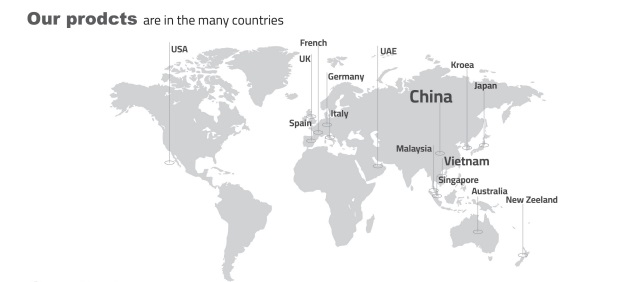 Our prodcts are in the many countries
USA
French
UK
UAE
Kroea
Germany
Japan
China
Italy
Spain
Malaysia
Vietnam
Singapore
Australia
New Zeeland